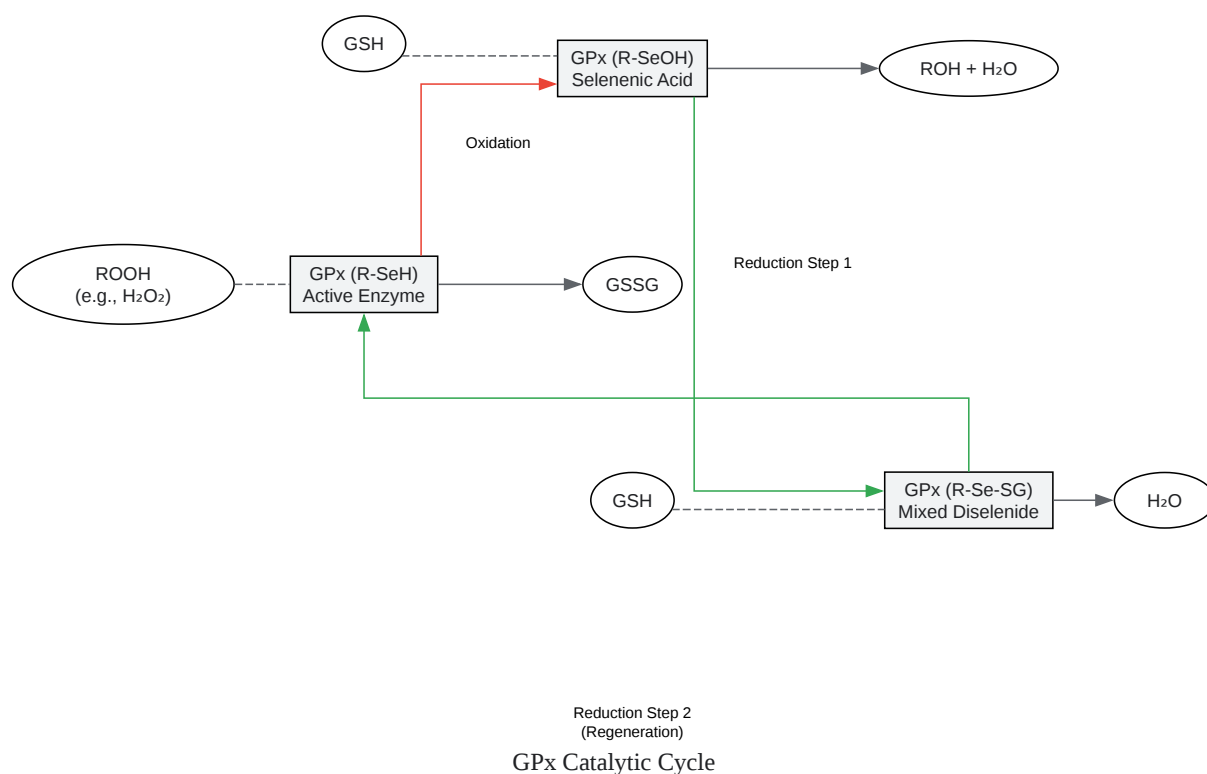 GSH
GPx (R-SeOH)
Selenenic Acid
ROH + H₂O
Oxidation
ROOH
(e.g., H₂O₂)
GPx (R-SeH)
Active Enzyme
GSSG
Reduction Step 1
GSH
GPx (R-Se-SG)
Mixed Diselenide
H₂O
Reduction Step 2
(Regeneration)
GPx Catalytic Cycle